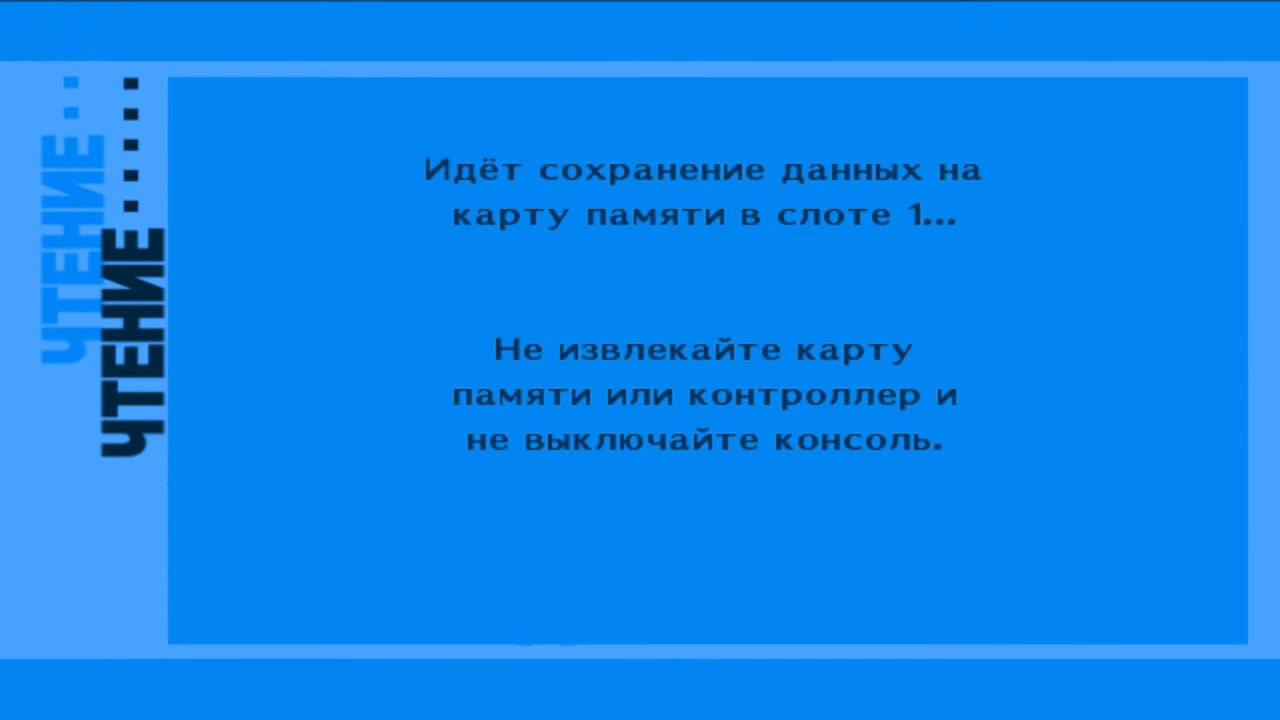 ЧТЕНИЕ..
ЧТЕНИЕ.....
Идёт сохранение данных на
карту памяти в слоте 1...
Не извлекайте карту
памяти или контроллер и
не выключайте консоль.